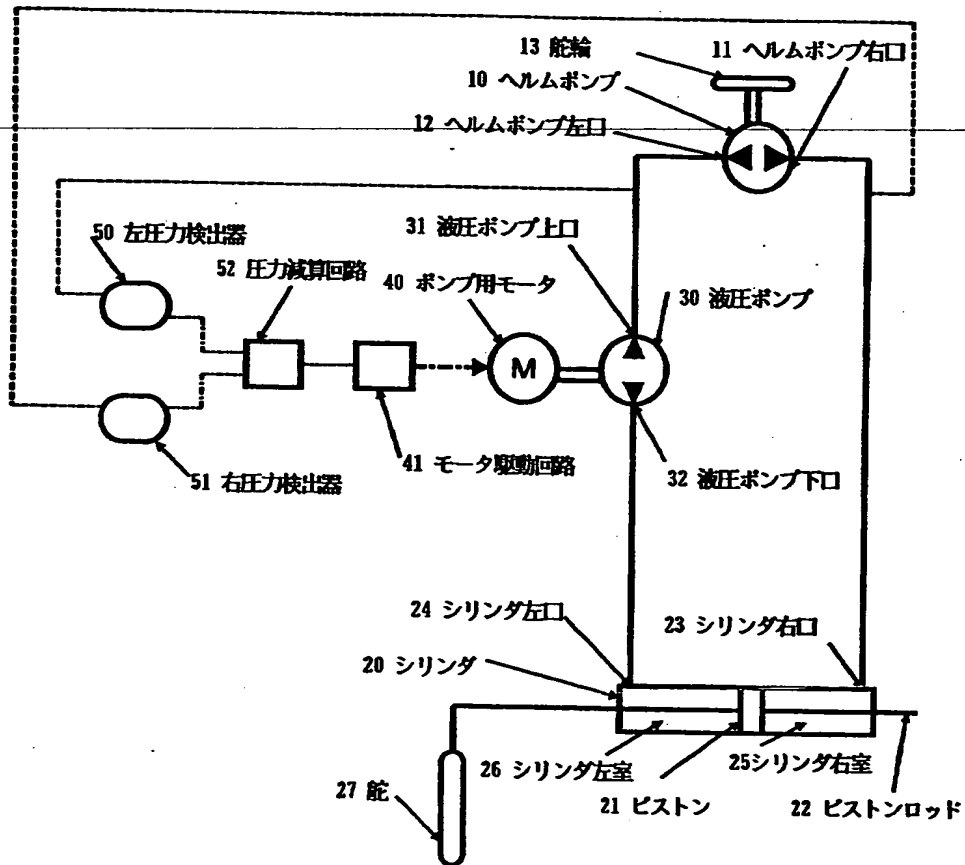 13 舵輪
11 ヘルムポンプ右口
10 ヘルムポンプ
12 ヘルムポンプ左口
50 左圧力検出器
31 液圧ポンプ上口
52 圧力減算回路
40 ポンプ用モータ
30 液圧ポンプ
M
41 モータ駆動回路
51 右圧力検出器
32 液圧ポンプ下口
24 シリンダ左口
23 シリンダ右口
20 シリンダ
26 シリンダ左室
25シリンダ右室
27 舵
21 ピストン
22 ピストンロッド